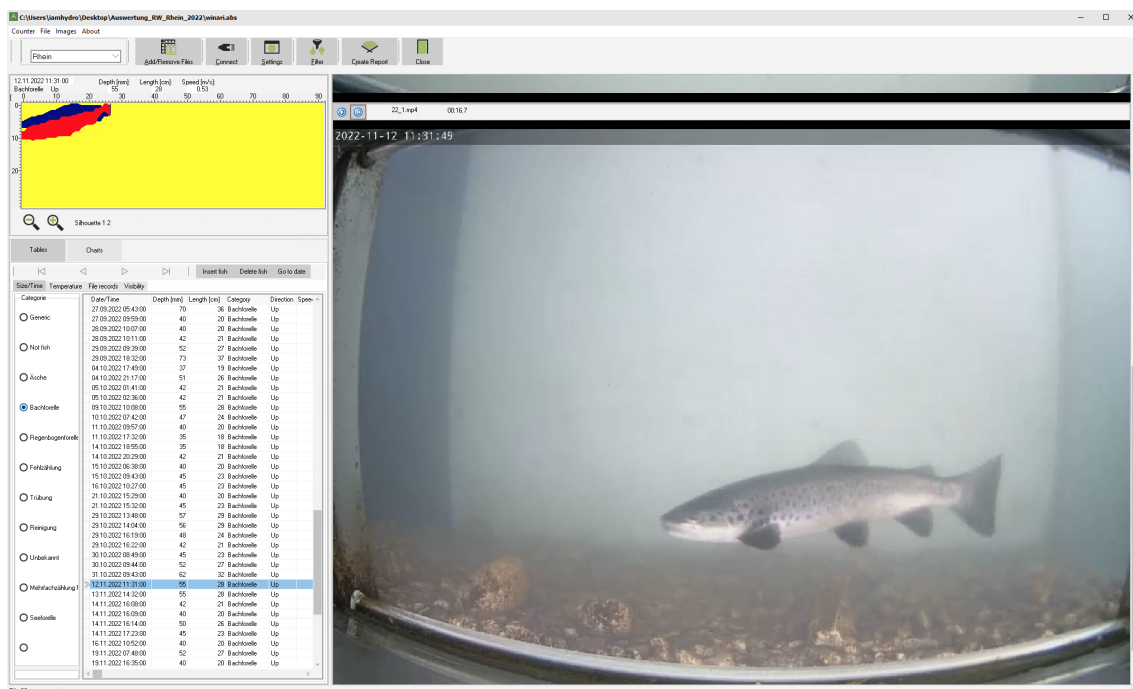 C:\Users\iamhydro\Desktop\Auswertung_RW_Rhein_2022\winari.abs
Counter File Images About
Rhein
Add/Remove Files Connect Settings Filter Create Report Close
12.11.2022 11:31:00 Depth [mm]: Length [cm]: Speed [m/s]:
Bachforelle Up 55 28 0.53
0 10 20 30 40 50 60 70 80 90
0
10
20
22_1.mp4 00:16.7
2022-11-12 11:31:49
Silhouette 1 2
Tables Charts
Insert fish Delete fish Go to date
Size/Time Temperature File records Visibility
Categorie
Generic
Not fish
Äsche
Bachforelle
Regenbogenforelle
Fehlzählung
Trübung
Reinigung
Unbekannt
Mehrfachzählung F
Seeforelle
Date/Time Depth [mm] Length [cm] Category Direction Speed
27.09.2022 05:43:00 70 36 Bachforelle Up
27.09.2022 09:59:00 40 20 Bachforelle Up
28.09.2022 10:07:00 40 20 Bachforelle Up
28.09.2022 10:11:00 42 21 Bachforelle Up
29.09.2022 09:39:00 52 27 Bachforelle Up
29.09.2022 18:32:00 73 37 Bachforelle Up
04.10.2022 17:49:00 37 19 Bachforelle Up
04.10.2022 21:17:00 51 26 Bachforelle Up
05.10.2022 01:41:00 42 21 Bachforelle Up
05.10.2022 02:36:00 42 21 Bachforelle Up
09.10.2022 10:08:00 55 28 Bachforelle Up
10.10.2022 07:42:00 47 24 Bachforelle Up
11.10.2022 09:57:00 40 20 Bachforelle Up
11.10.2022 17:32:00 35 18 Bachforelle Up
14.10.2022 18:55:00 35 18 Bachforelle Up
14.10.2022 20:29:00 42 21 Bachforelle Up
15.10.2022 06:38:00 40 20 Bachforelle Up
15.10.2022 09:43:00 45 23 Bachforelle Up
16.10.2022 10:27:00 45 23 Bachforelle Up
21.10.2022 15:29:00 40 20 Bachforelle Up
21.10.2022 15:32:00 45 23 Bachforelle Up
29.10.2022 13:48:00 57 29 Bachforelle Up
29.10.2022 14:04:00 56 29 Bachforelle Up
29.10.2022 16:19:00 48 24 Bachforelle Up
29.10.2022 16:22:00 42 21 Bachforelle Up
30.10.2022 08:49:00 45 23 Bachforelle Up
30.10.2022 09:44:00 52 27 Bachforelle Up
31.10.2022 09:43:00 62 32 Bachforelle Up
12.11.2022 11:31:00 55 28 Bachforelle Up
13.11.2022 14:32:00 55 28 Bachforelle Up
14.11.2022 16:08:00 42 21 Bachforelle Up
14.11.2022 16:09:00 40 20 Bachforelle Up
14.11.2022 16:14:00 50 26 Bachforelle Up
14.11.2022 17:23:00 45 23 Bachforelle Up
16.11.2022 10:52:00 40 20 Bachforelle Up
19.11.2022 07:48:00 52 27 Bachforelle Up
19.11.2022 16:35:00 40 20 Bachforelle Up